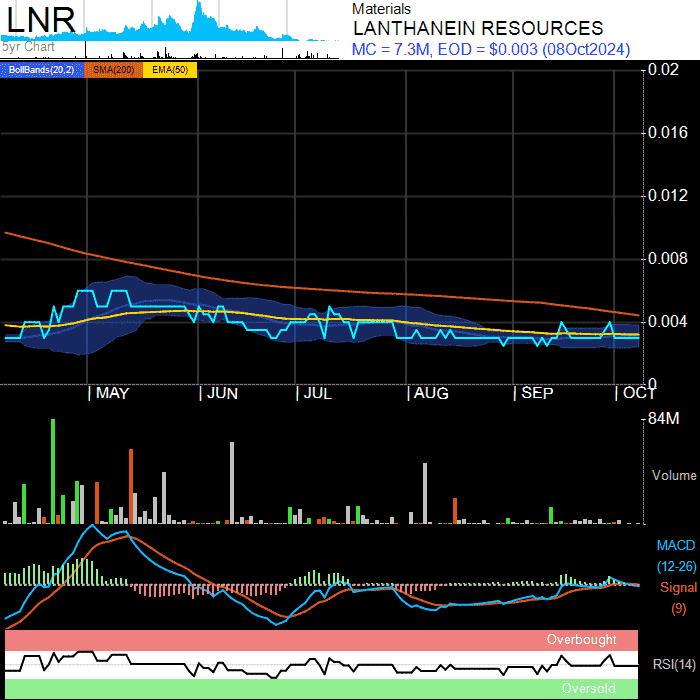 LNR
5yr Chart
Materials
LANTHANEIN RESOURCES
MC = 7.3M, EOD = $0.003 (08Oct2024)
BollBands(20,2) SMA(200) EMA(50)
0.02
0.016
0.012
0.008
0.004
0
MAY JUN JUL AUG SEP OCT
84M
Volume
MACD
(12-26)
Signal
(9)
Overbought
RSI(14)
Oversold